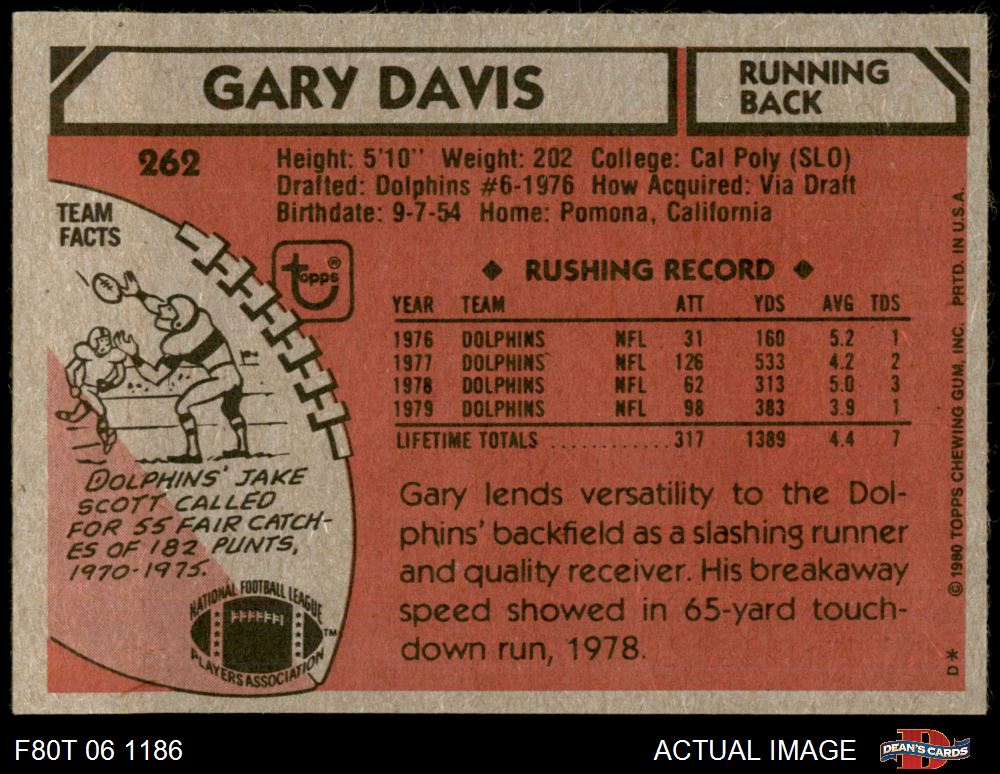 GARY DAVIS
RUNNING
BACK
262
Height: 5'10" Weight: 202 College: Cal Poly (SLO)
Drafted: Dolphins #6-1976 How Acquired: Via Draft
Birthdate: 9-7-54 Home: Pomona, California
TEAM
FACTS
topps®
DOLPHINS' JAKE
SCOTT CALLED
FOR 55 FAIR CATCH-
ES OF 182 PUNTS,
1970-1975.
NATIONAL FOOTBALL LEAGUE
PLAYERS ASSOCIATION
TM
◆ RUSHING RECORD ◆
YEAR TEAM ATT YDS AVG TDS
1976 DOLPHINS NFL 31 160 5.2 1
1977 DOLPHINS NFL 126 533 4.2 2
1978 DOLPHINS NFL 62 313 5.0 3
1979 DOLPHINS NFL 98 383 3.9 1
LIFETIME TOTALS ........... 317 1389 4.4 7
Gary lends versatility to the Dol-
phins' backfield as a slashing runner
and quality receiver. His breakaway
speed showed in 65-yard touch-
down run, 1978.
D* © 1980 TOPPS CHEWING GUM, INC. PRTD. IN U.S.A.
F80T 06 1186
ACTUAL IMAGE
DEAN'S CARDS